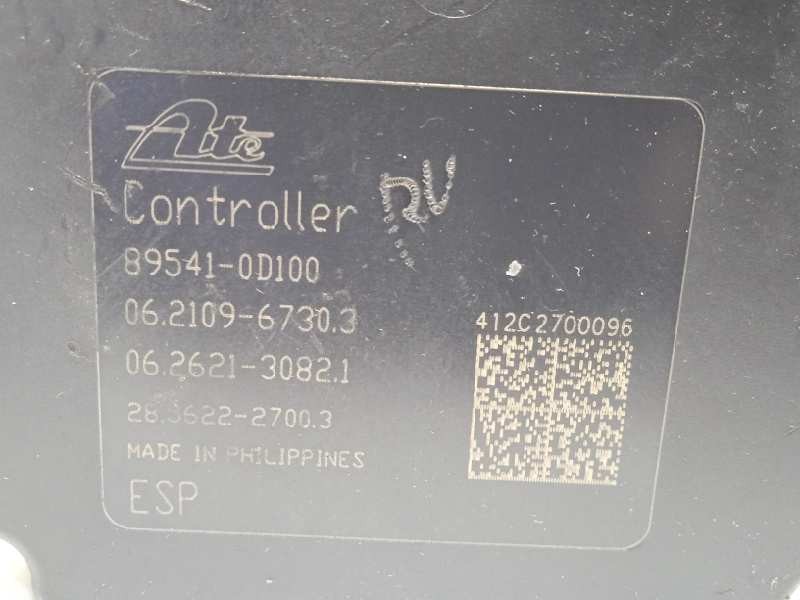 Ate
Controller RV
89541-0D100
06.2109-6730.3
412C2700096
06.2621-3082.1
28.5622-2700.3
MADE IN PHILIPPINES
ESP